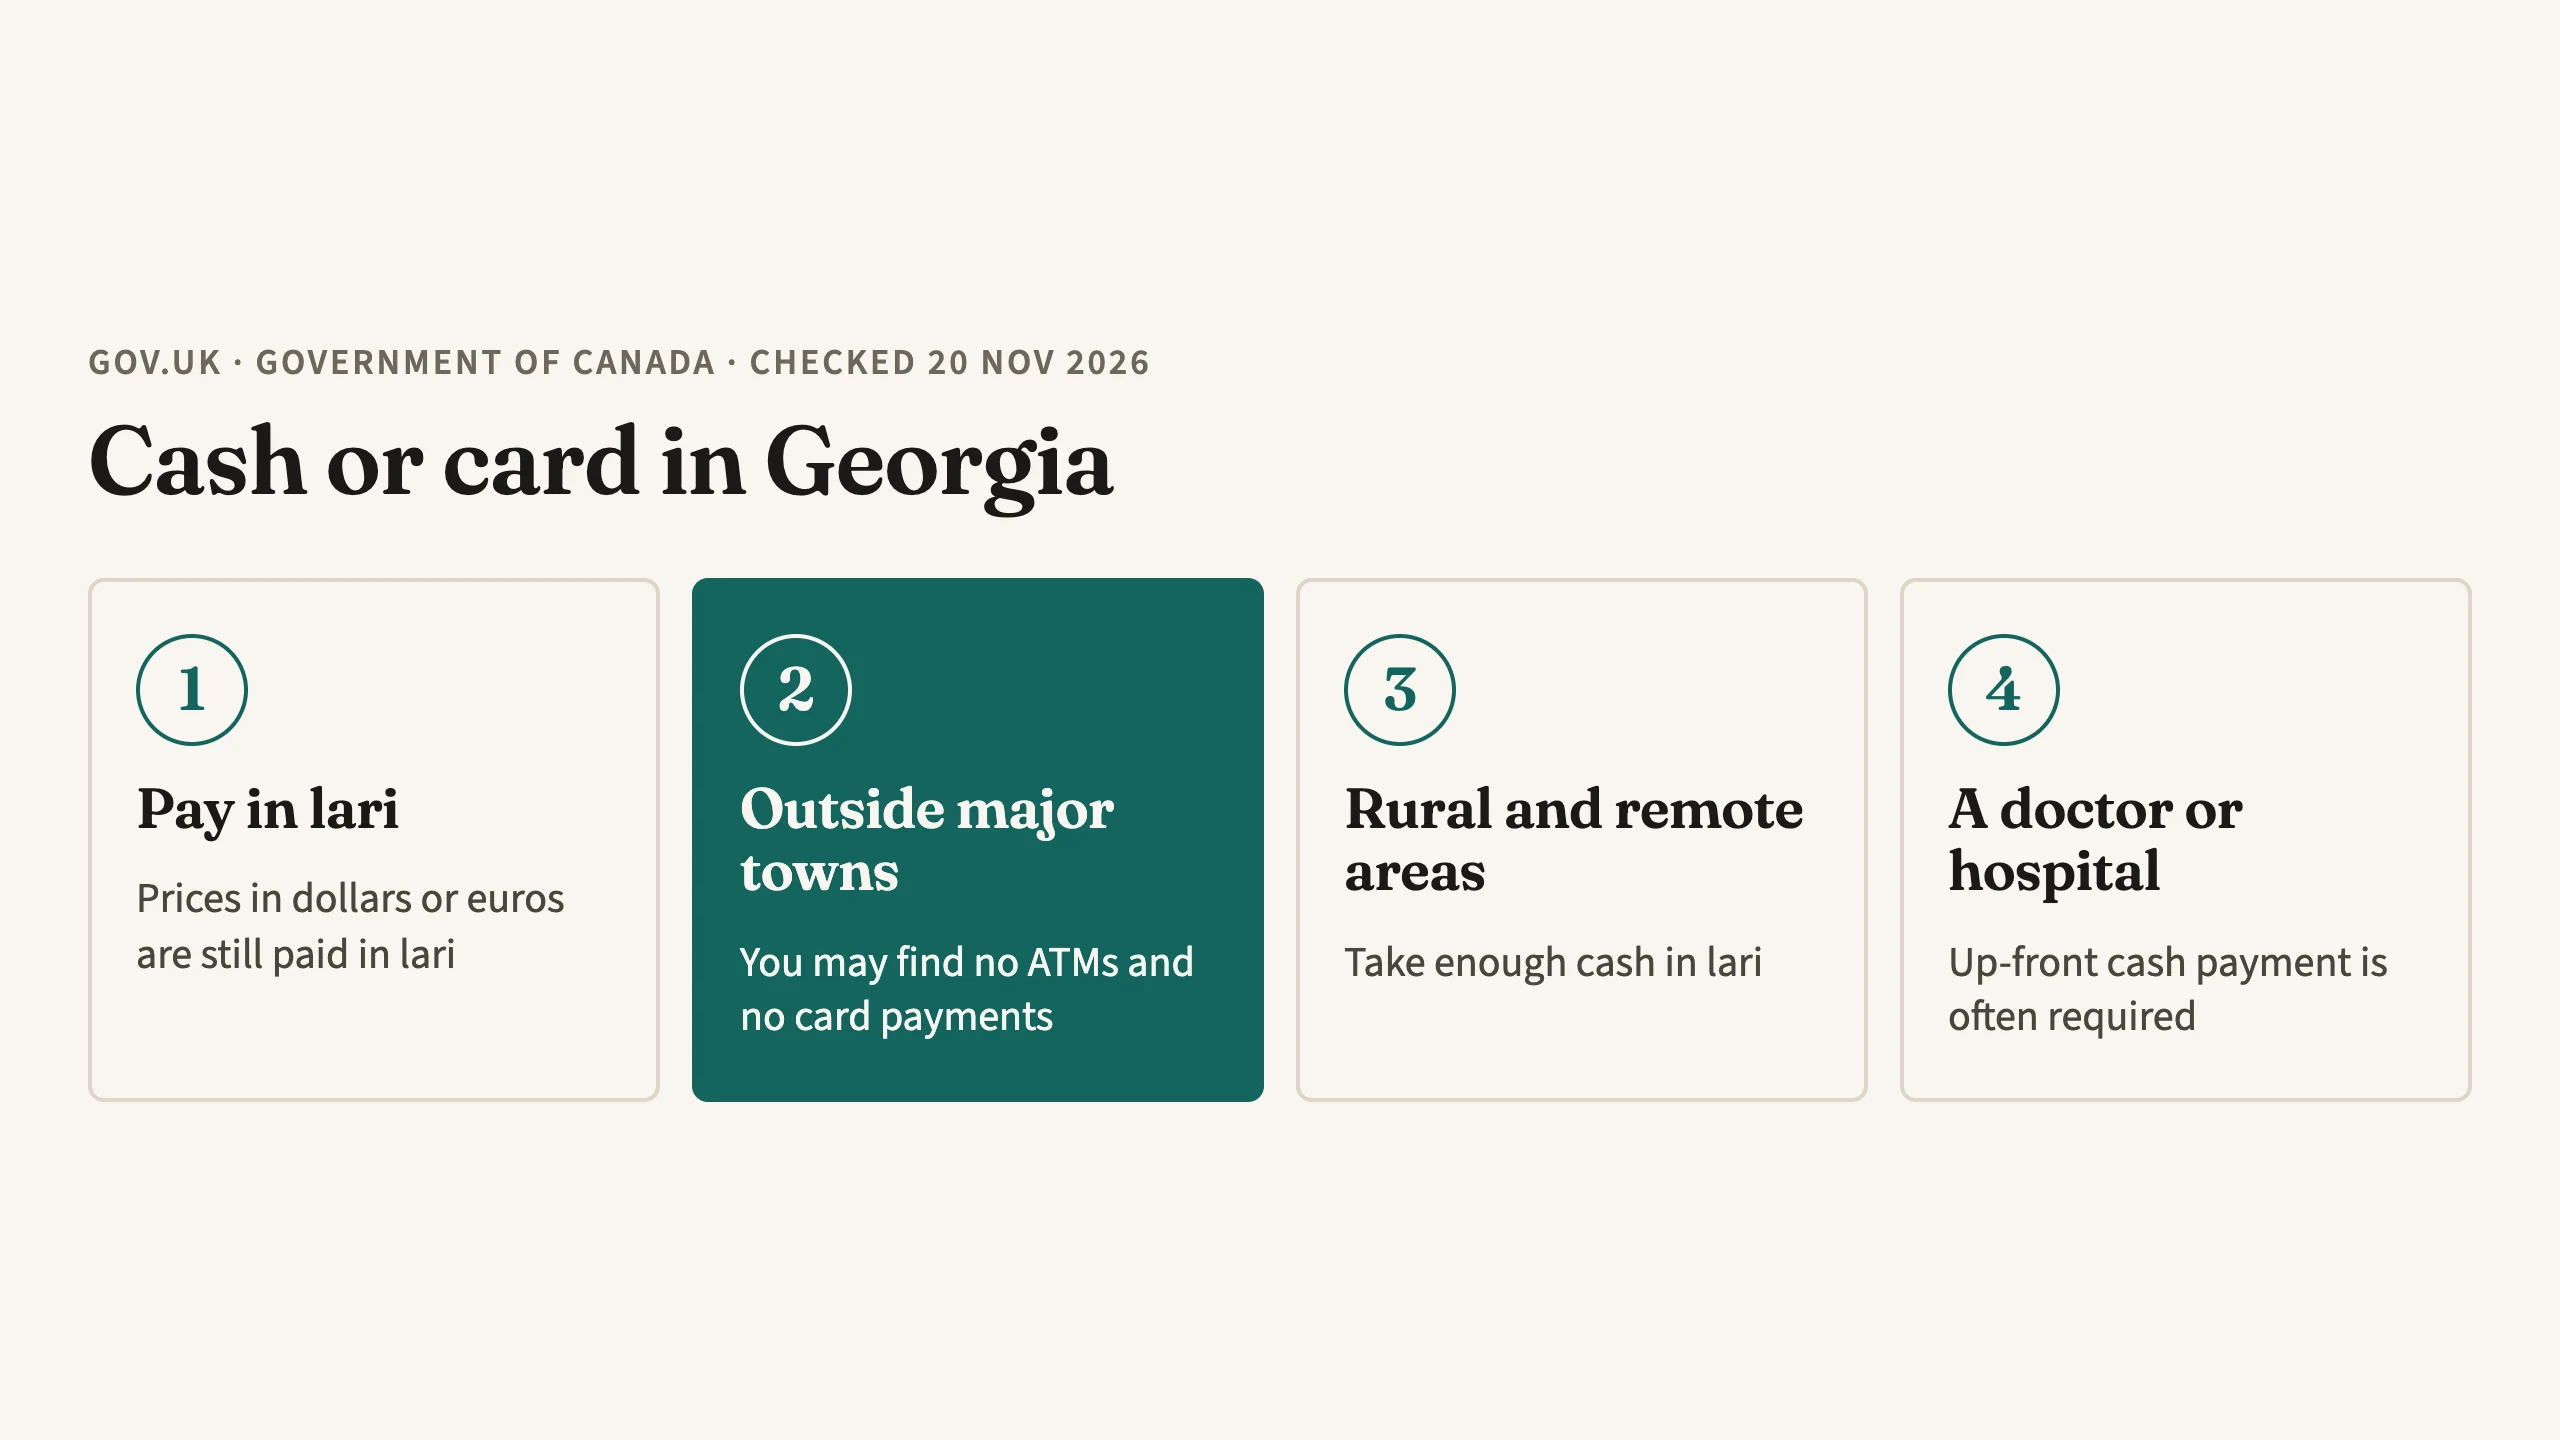 GOV.UK · GOVERNMENT OF CANADA · CHECKED 20 NOV 2026
Cash or card in Georgia
1
Pay in lari
Prices in dollars or euros
are still paid in lari
2
Outside major
towns
You may find no ATMs and
no card payments
3
Rural and remote
areas
Take enough cash in lari
4
A doctor or
hospital
Up-front cash payment is
often required